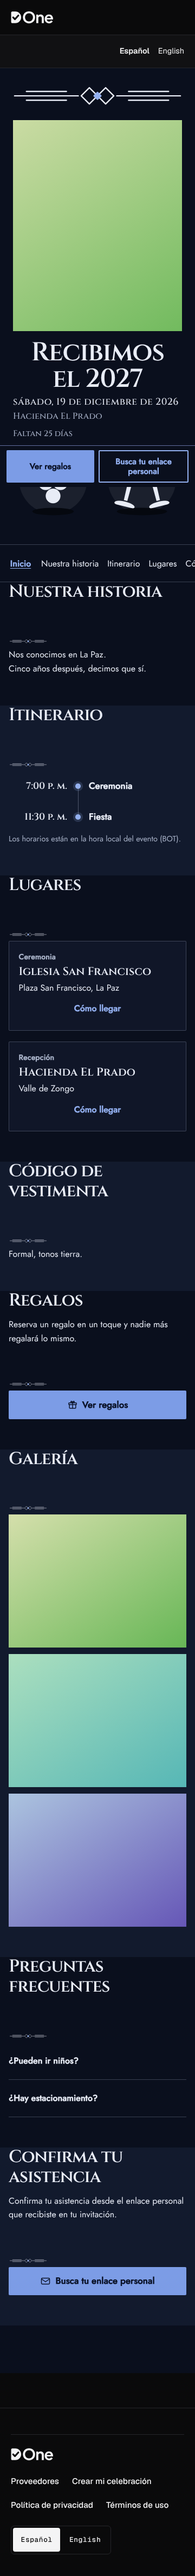 One
Español English
RECIBIMOS
EL 2027
SÁBADO, 19 DE DICIEMBRE DE 2026
HACIENDA EL PRADO
FALTAN 25 DÍAS
Ver regalos
Busca tu enlace
personal
Inicio Nuestra historia Itinerario Lugares Có
NUESTRA HISTORIA
Nos conocimos en La Paz.
Cinco años después, decimos que sí.
ITINERARIO
7:00 P. M. Ceremonia
11:30 P. M. Fiesta
Los horarios están en la hora local del evento (BOT).
LUGARES
Ceremonia
IGLESIA SAN FRANCISCO
Plaza San Francisco, La Paz
Cómo llegar
Recepción
HACIENDA EL PRADO
Valle de Zongo
Cómo llegar
CÓDIGO DE
VESTIMENTA
Formal, tonos tierra.
REGALOS
Reserva un regalo en un toque y nadie más
regalará lo mismo.
Ver regalos
GALERÍA
PREGUNTAS
FRECUENTES
¿Pueden ir niños?
¿Hay estacionamiento?
CONFIRMA TU
ASISTENCIA
Confirma tu asistencia desde el enlace personal
que recibiste en tu invitación.
Busca tu enlace personal
One
Proveedores Crear mi celebración
Política de privacidad Términos de uso
Español English